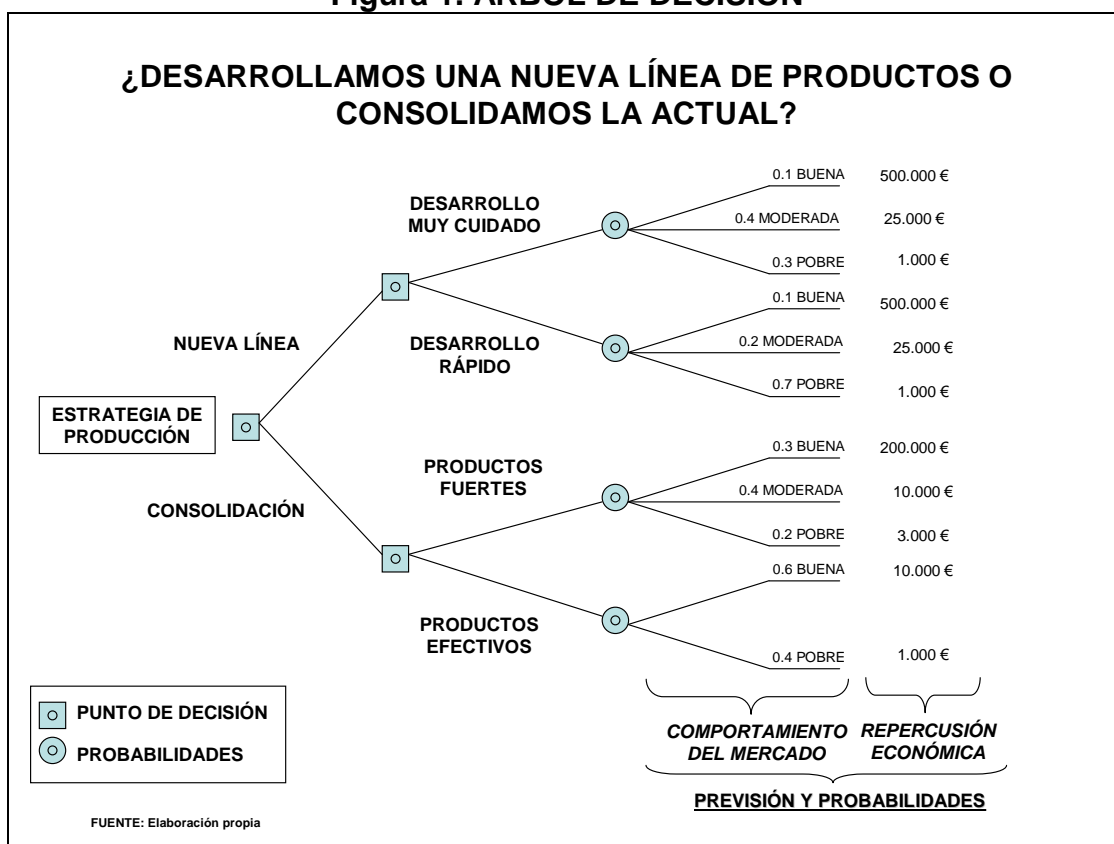 Figura 1. ÁRBOL DE DECISIÓN
¿DESARROLLAMOS UNA NUEVA LÍNEA DE PRODUCTOS O
CONSOLIDAMOS LA ACTUAL?
DESARROLLO
MUY CUIDADO
0.1 BUENA 500.000 €
0.4 MODERADA 25.000 €
0.3 POBRE 1.000 €
NUEVA LÍNEA
DESARROLLO
RÁPIDO
0.1 BUENA 500.000 €
0.2 MODERADA 25.000 €
0.7 POBRE 1.000 €
ESTRATEGIA DE
PRODUCCIÓN
CONSOLIDACIÓN
PRODUCTOS
FUERTES
0.3 BUENA 200.000 €
0.4 MODERADA 10.000 €
0.2 POBRE 3.000 €
PRODUCTOS
EFECTIVOS
0.6 BUENA 10.000 €
0.4 POBRE 1.000 €
PUNTO DE DECISIÓN
PROBABILIDADES
COMPORTAMIENTO
DEL MERCADO
REPERCUSIÓN
ECONÓMICA
PREVISIÓN Y PROBABILIDADES
FUENTE: Elaboración propia